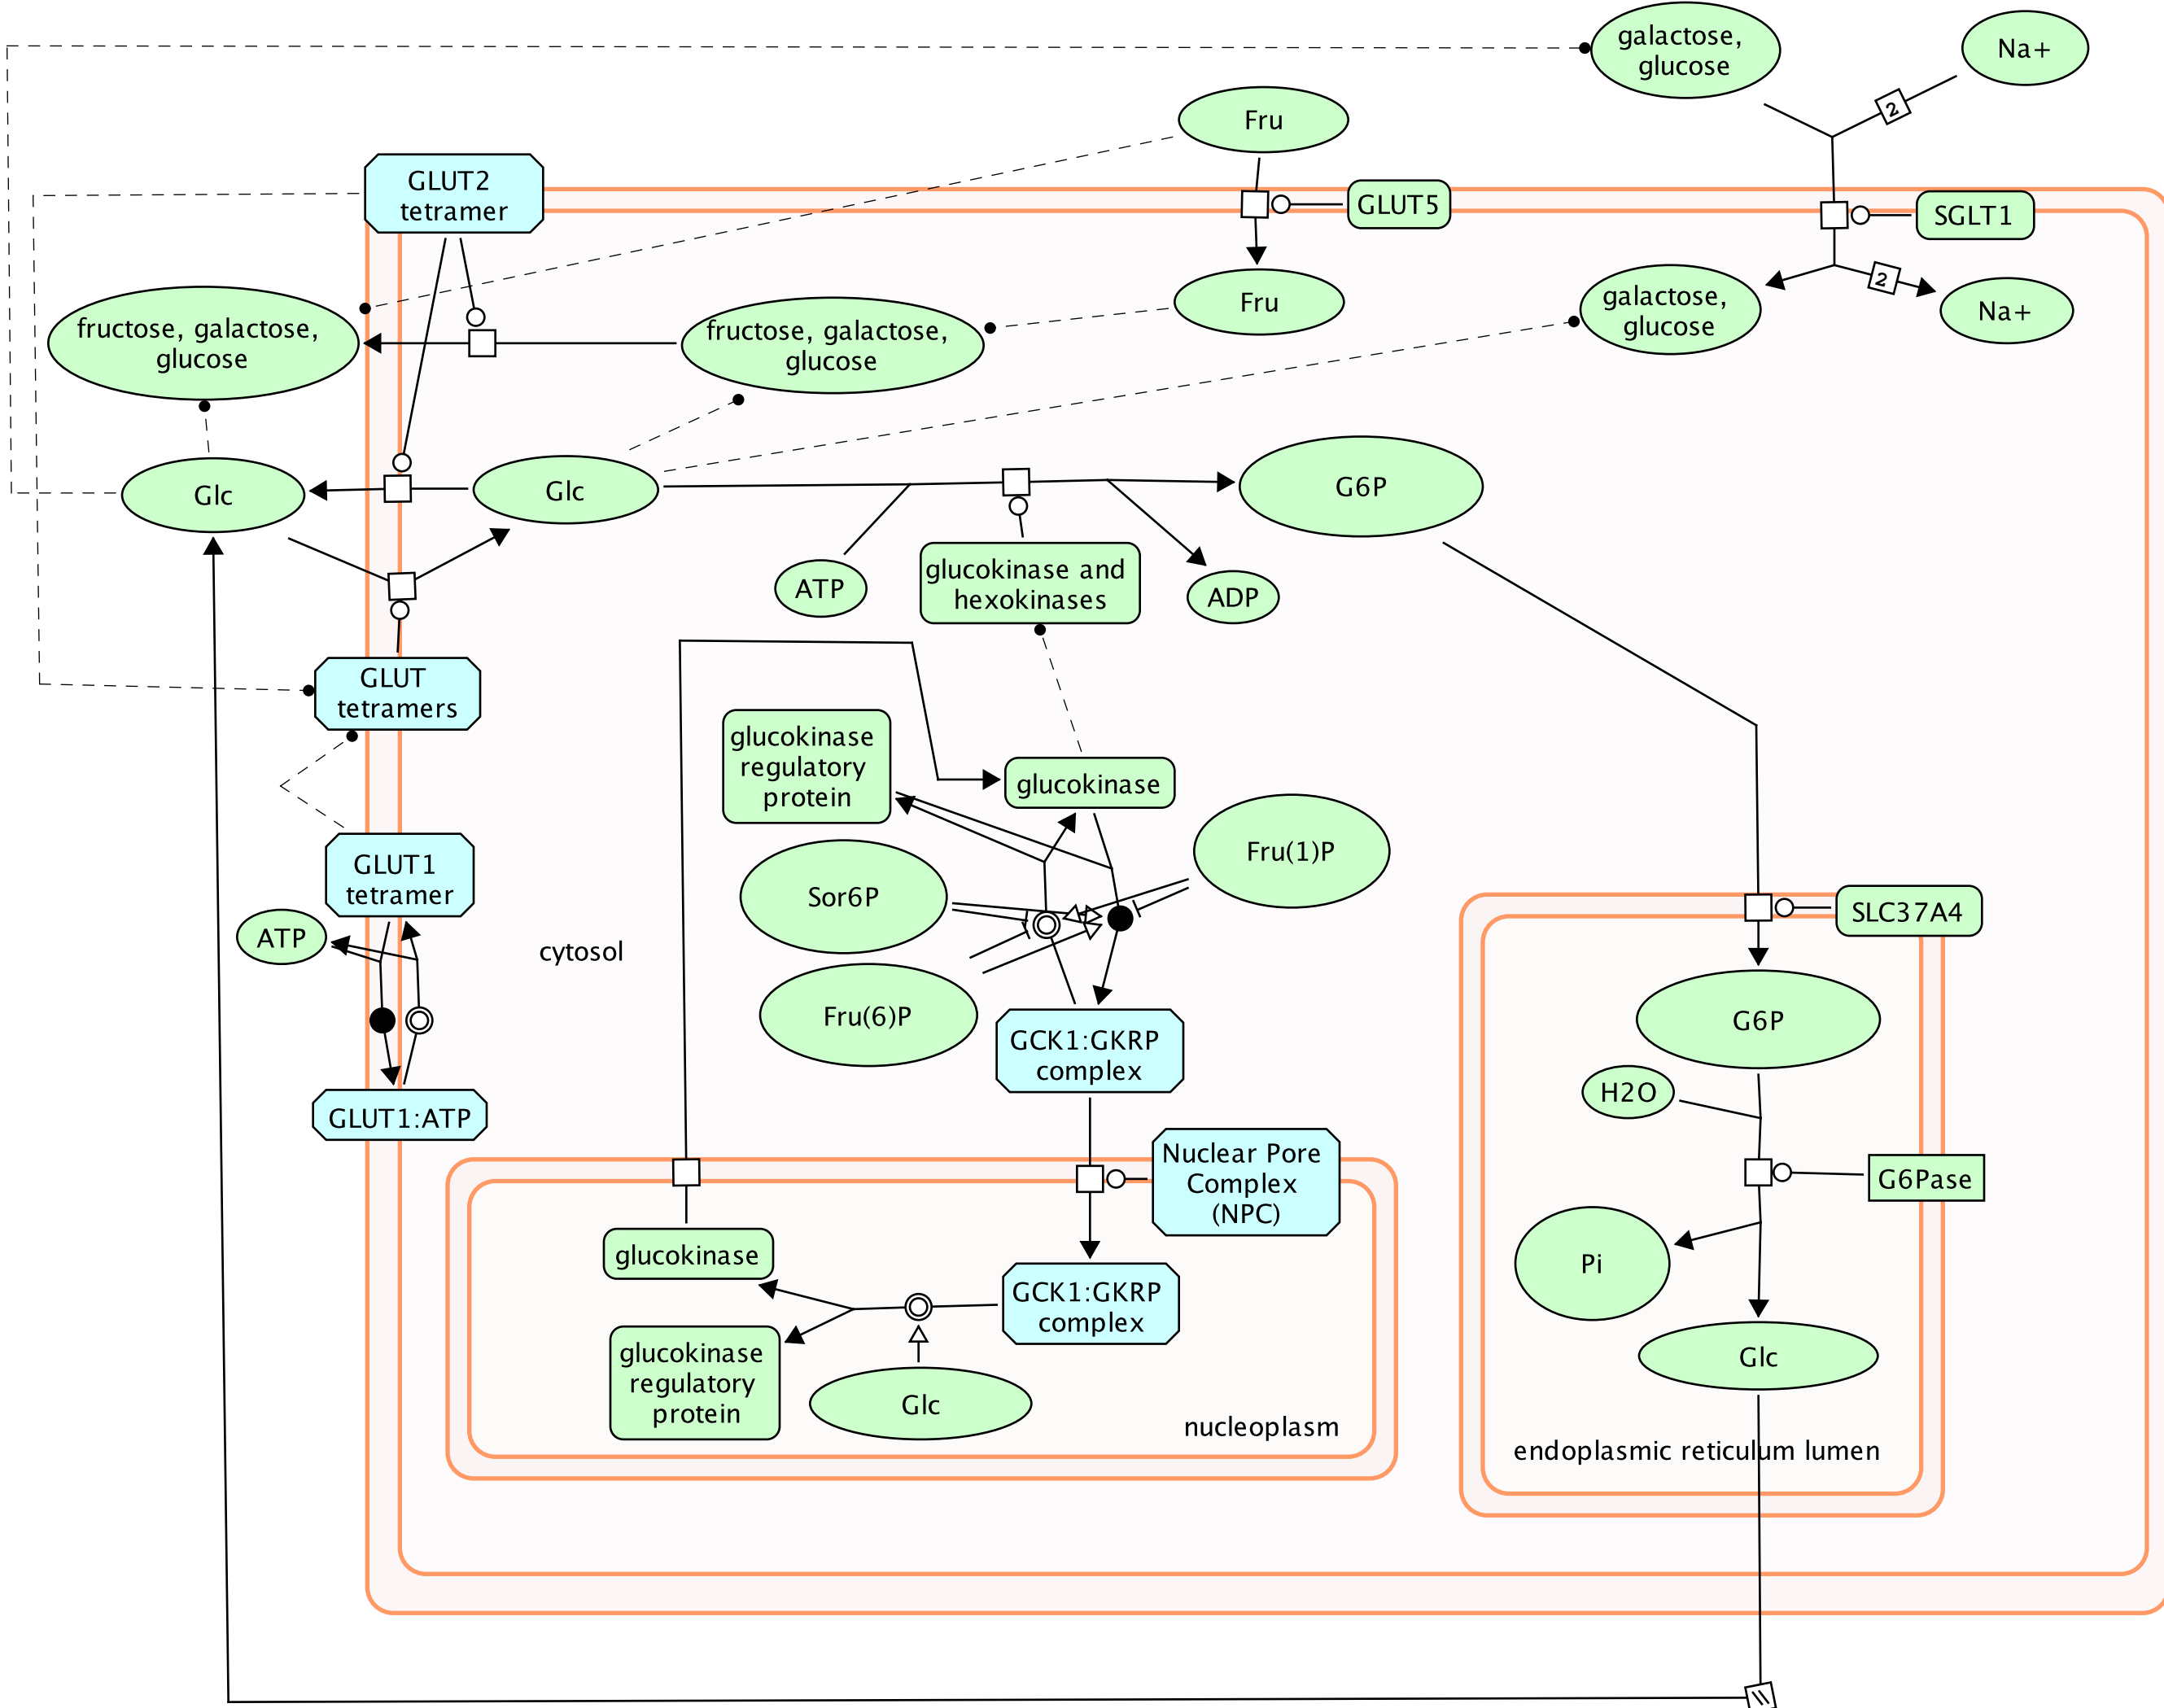 galactose,
glucose
Na+
2
Fru
GLUT2
tetramer
GLUT5
SGLT1
Fru
galactose,
glucose
2
Na+
fructose, galactose,
glucose
fructose, galactose,
glucose
Glc
Glc
G6P
ATP
glucokinase and
hexokinases
ADP
GLUT
tetramers
glucokinase
regulatory
protein
glucokinase
GLUT1
tetramer
Sor6P
Fru(1)P
ATP
cytosol
SLC37A4
Fru(6)P
G6P
GCK1:GKRP
complex
H2O
GLUT1:ATP
Nuclear Pore
Complex
(NPC)
G6Pase
glucokinase
Pi
GCK1:GKRP
complex
glucokinase
regulatory
protein
Glc
Glc
nucleoplasm
endoplasmic reticulum lumen